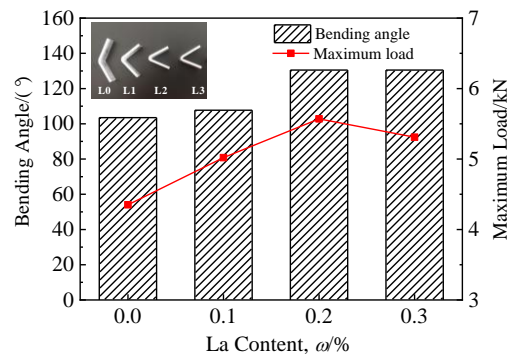 160
140
120
100
80
60
40
20
0
Bending Angle/(°)
L0 L1 L2 L3
Bending angle
Maximum load
7
6
5
4
3
Maximum Load/kN
0.0 0.1 0.2 0.3
La Content, ω/%